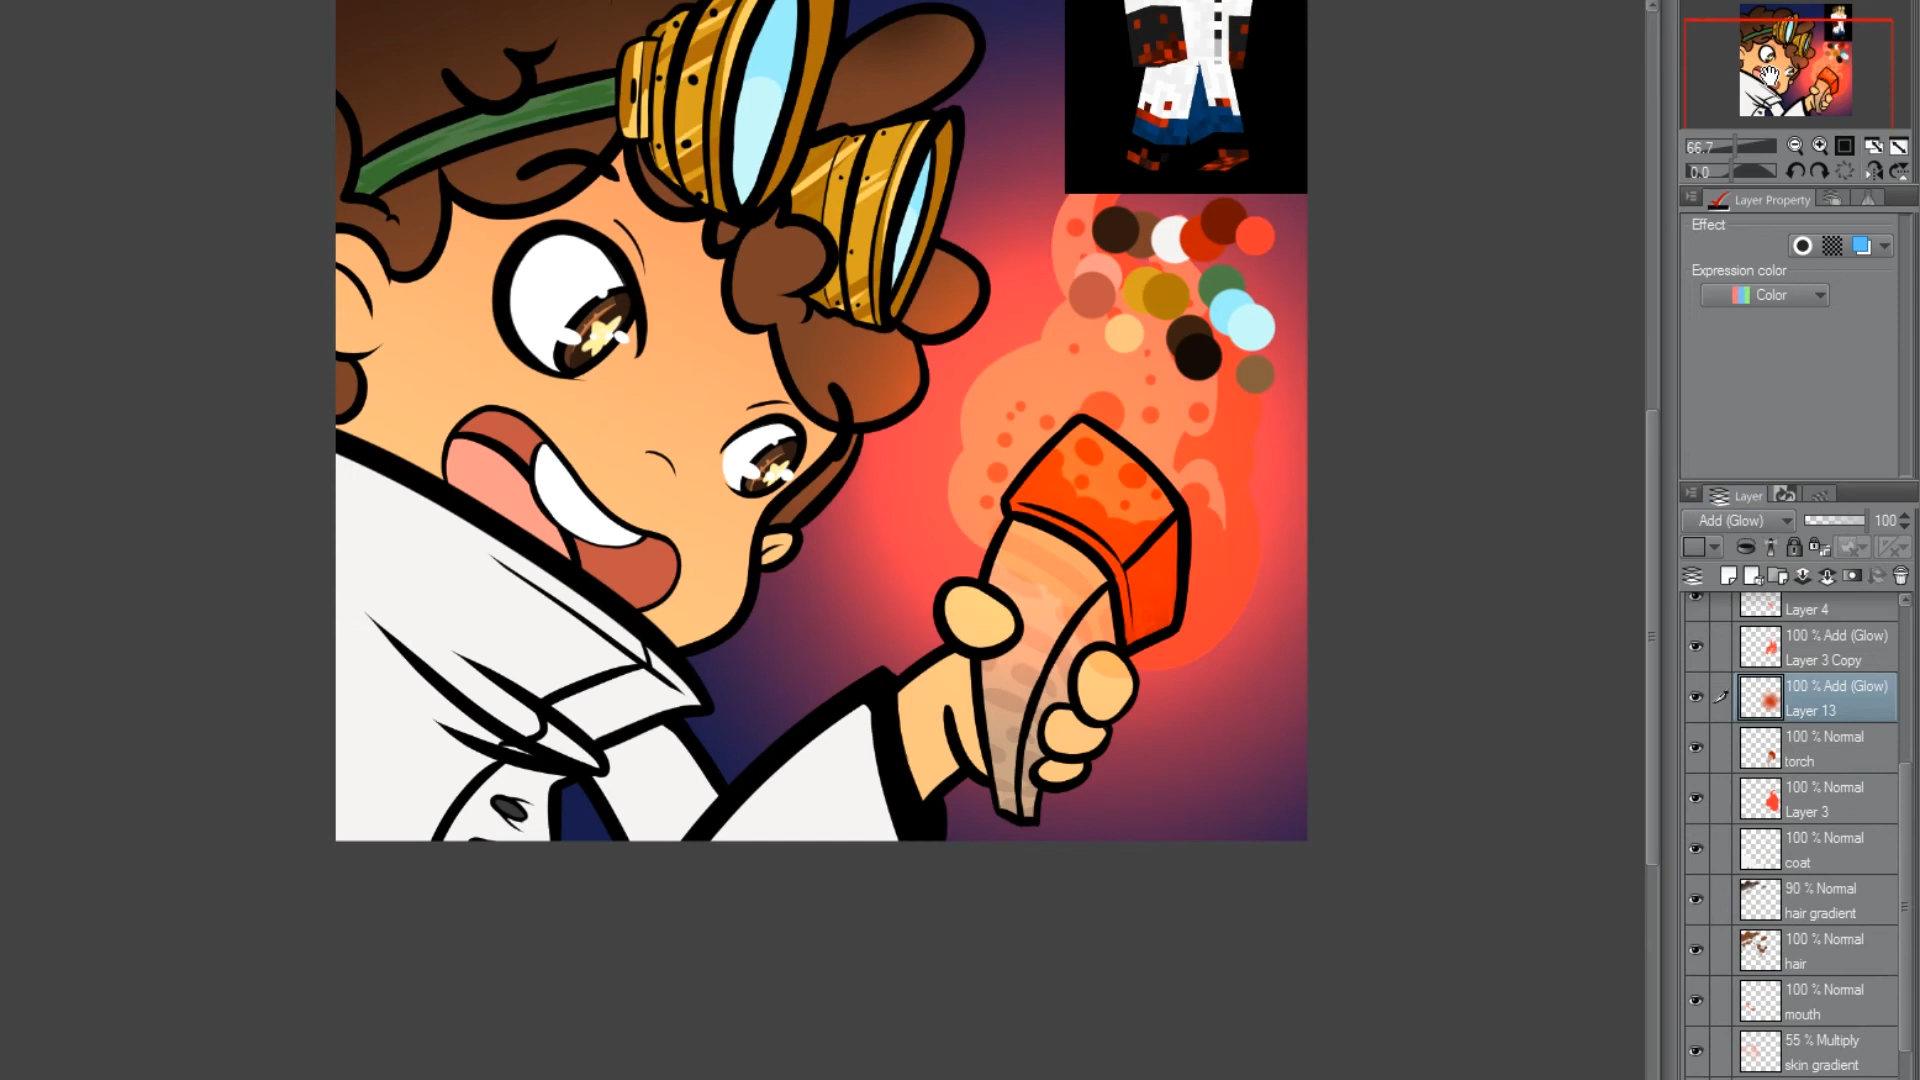 66.7
0.0
Layer Property
Effect
Expression color
Color
Layer
Add (Glow)
100
Layer 4
100 % Add (Glow)
Layer 3 Copy
100 % Add (Glow)
Layer 13
100 % Normal
torch
100 % Normal
Layer 3
100 % Normal
coat
90 % Normal
hair gradient
100 % Normal
hair
100 % Normal
mouth
55 % Multiply
skin gradient